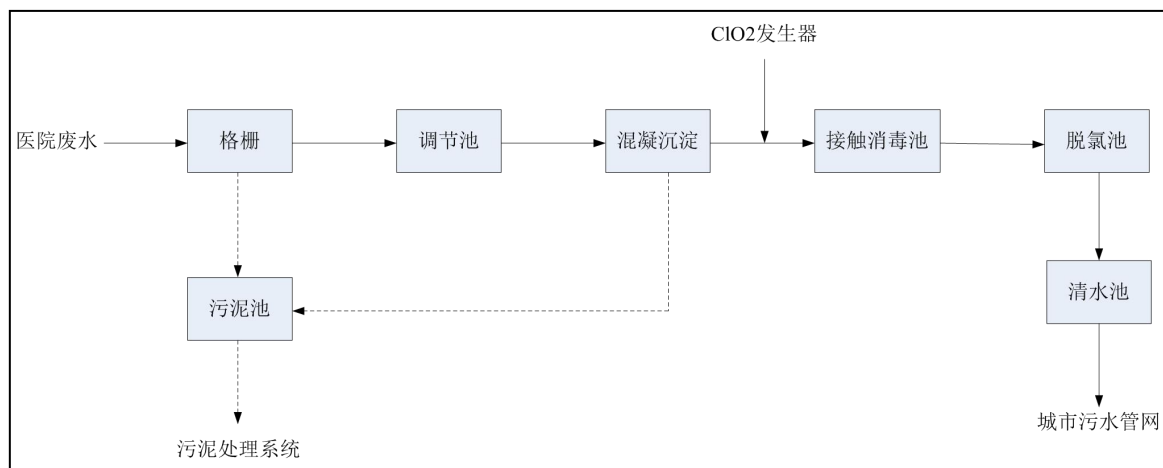 ClO2发生器
医院废水
格栅
调节池
混凝沉淀
接触消毒池
脱氯池
污泥池
清水池
污泥处理系统
城市污水管网